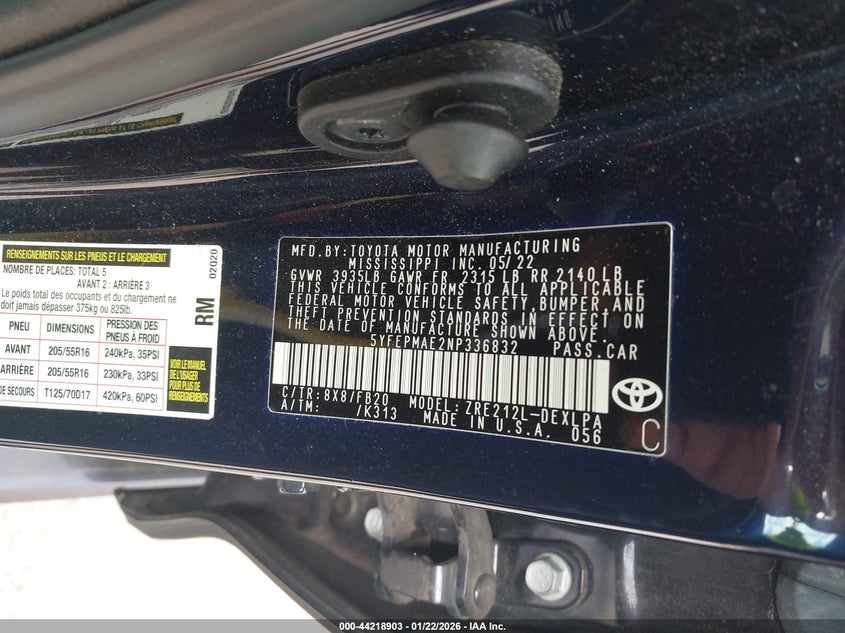 RENSEIGNEMENTS SUR LES PNEUS ET LE CHARGEMENT
NOMBRE DE PLACES: TOTAL 5
AVANT 2 : ARRIÈRE 3
Le poids total des occupants et du chargement ne
doit jamais dépasser 375kg ou 825lb.
PNEU DIMENSIONS PRESSION DES PNEUS À FROID
AVANT 205/55R16 240kPa, 35PSI
ARRIÈRE 205/55R16 230kPa, 33PSI
DE SECOURS T125/70D17 420kPa, 60PSI
VOIR LE MANUEL
DE L'USAGER
POUR PLUS DE
RENSEIGNEMENTS
02020
RM
MFD.BY: TOYOTA MOTOR MANUFACTURING
MISSISSIPPI INC. 05/22
GVWR 3935LB GAWR FR 2315 LB RR 2140 LB
THIS VEHICLE CONFORMS TO ALL APPLICABLE
FEDERAL MOTOR VEHICLE SAFETY, BUMPER AND
THEFT PREVENTION STANDARDS IN EFFECT ON
THE DATE OF MANUFACTURE SHOWN ABOVE.
5YFEPMAE2NP336832 PASS.CAR
C/TR: 8X8/FB20 MODEL: ZRE212L-DEXLPA
A/TM: /K313 MADE IN U.S.A. 056
C
000-44218903 - 01/22/2026 - IAA Inc.